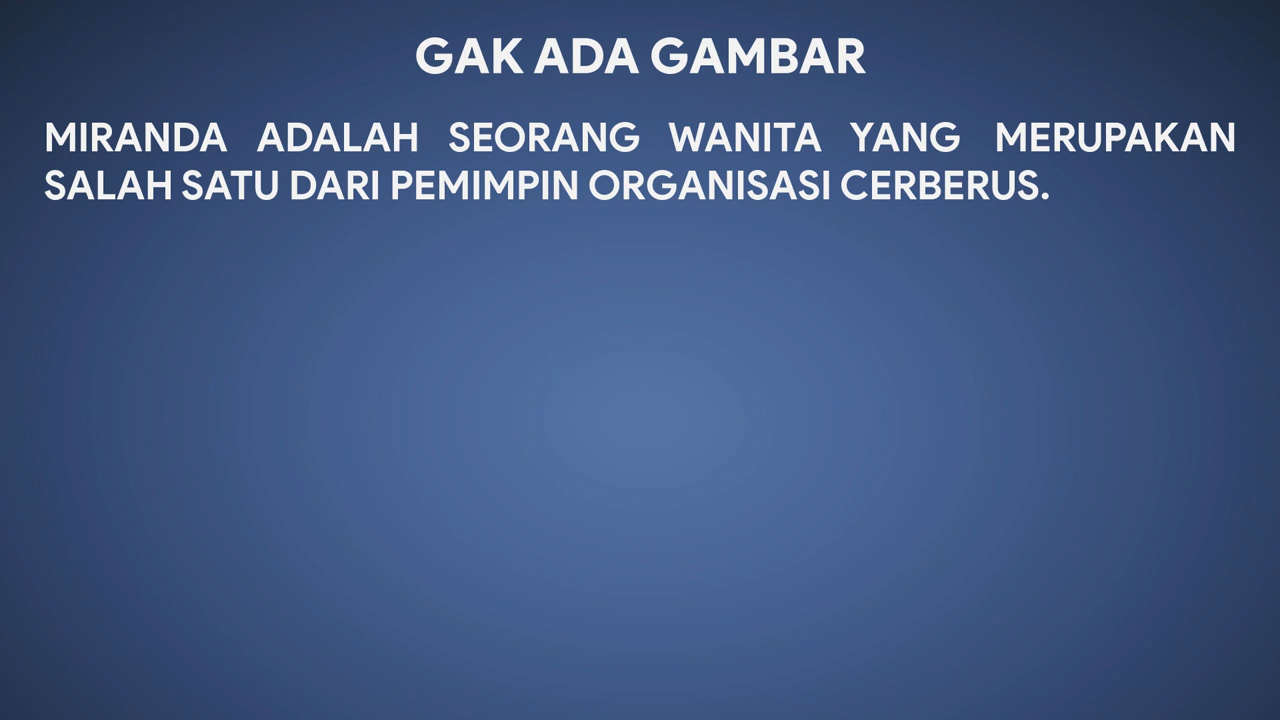 GAK ADA GAMBAR
MIRANDA ADALAH SEORANG WANITA YANG MERUPAKAN
SALAH SATU DARI PEMIMPIN ORGANISASI CERBERUS.